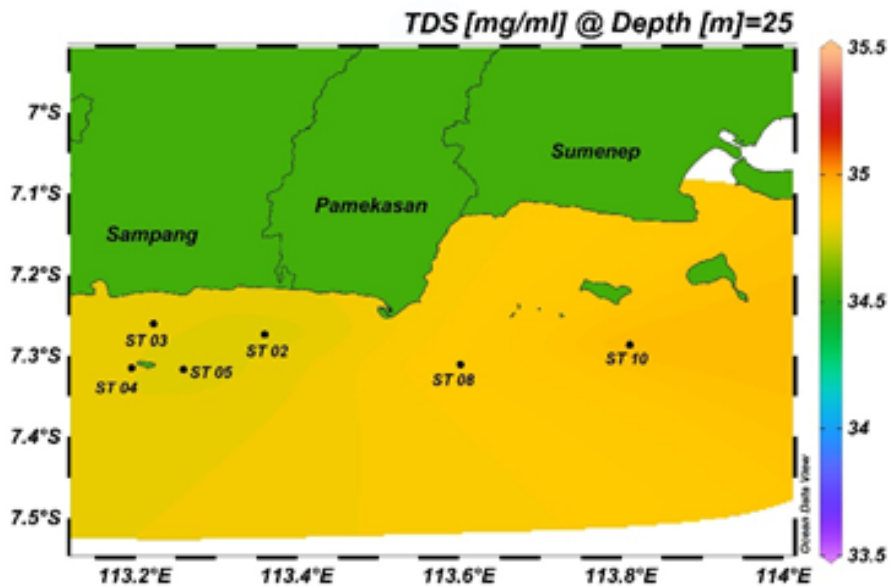 TDS [mg/ml] @ Depth [m]=25
35.5
7°S
35
Sumenep
7.1°S
Pamekasan
Sampang
34.5
7.2°S
ST 03
ST 02
ST 10
7.3°S
ST 04
ST 05
ST 08
34
7.4°S
7.5°S
Ocean Data View
33.5
113.2°E
113.4°E
113.6°E
113.8°E
114°E